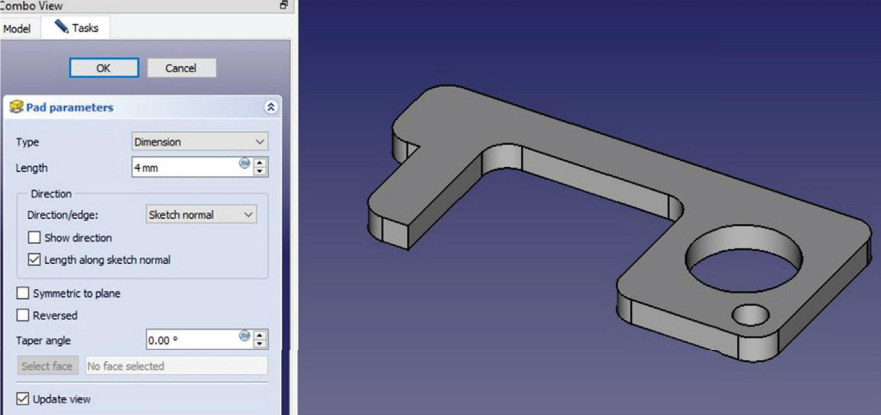 Combo View
Model Tasks
OK Cancel
Pad parameters
Type Dimension
Length 4 mm
Direction
Direction/edge: Sketch normal
Show direction
Length along sketch normal
Symmetric to plane
Reversed
Taper angle 0.00 °
Select face No face selected
Update view